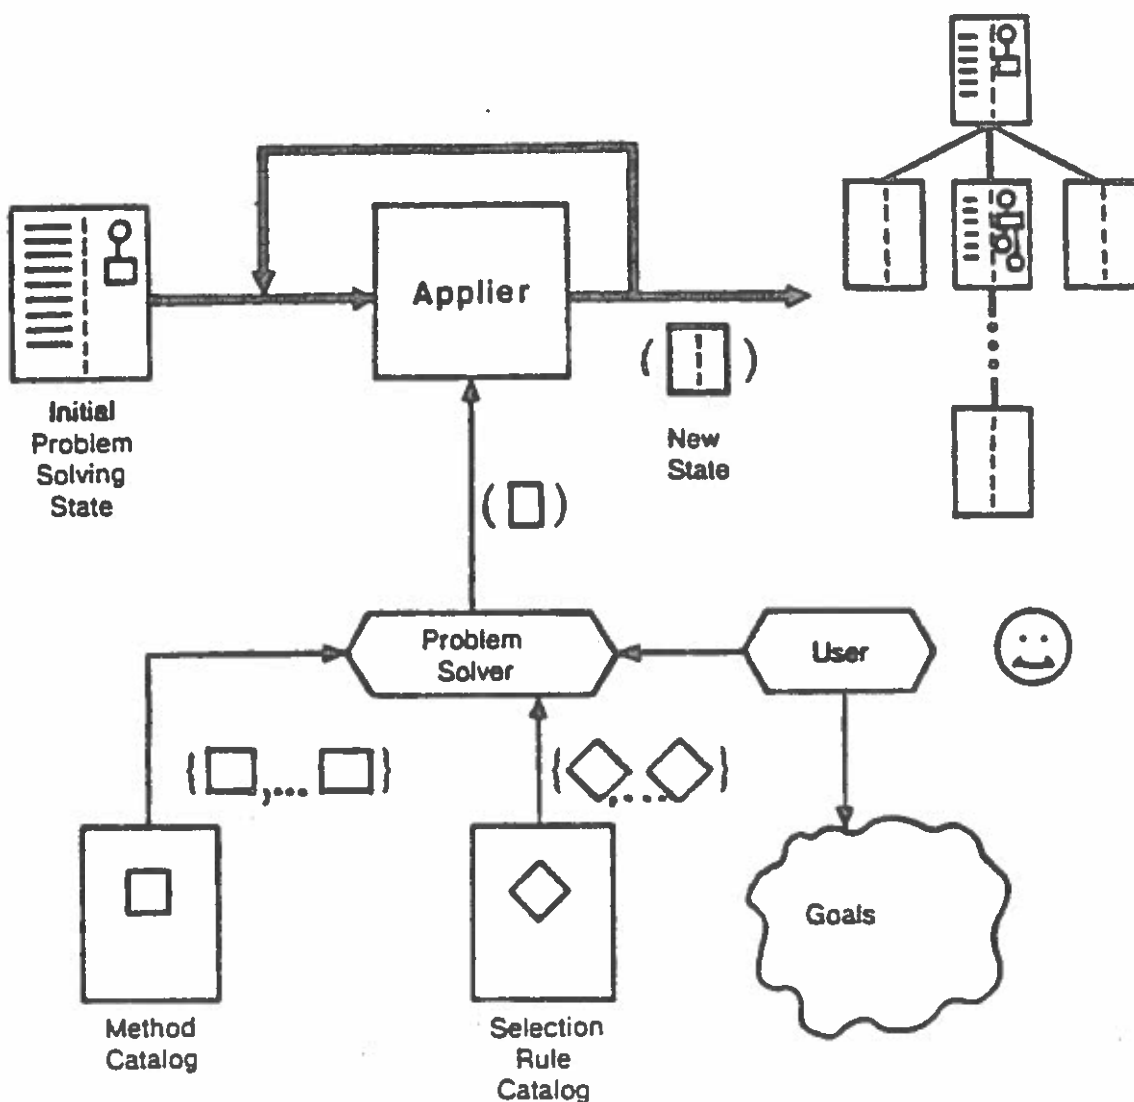 Applier
Initial
Problem
Solving
State
New
State
Problem
Solver
User
Goals
Method
Catalog
Selection
Rule
Catalog